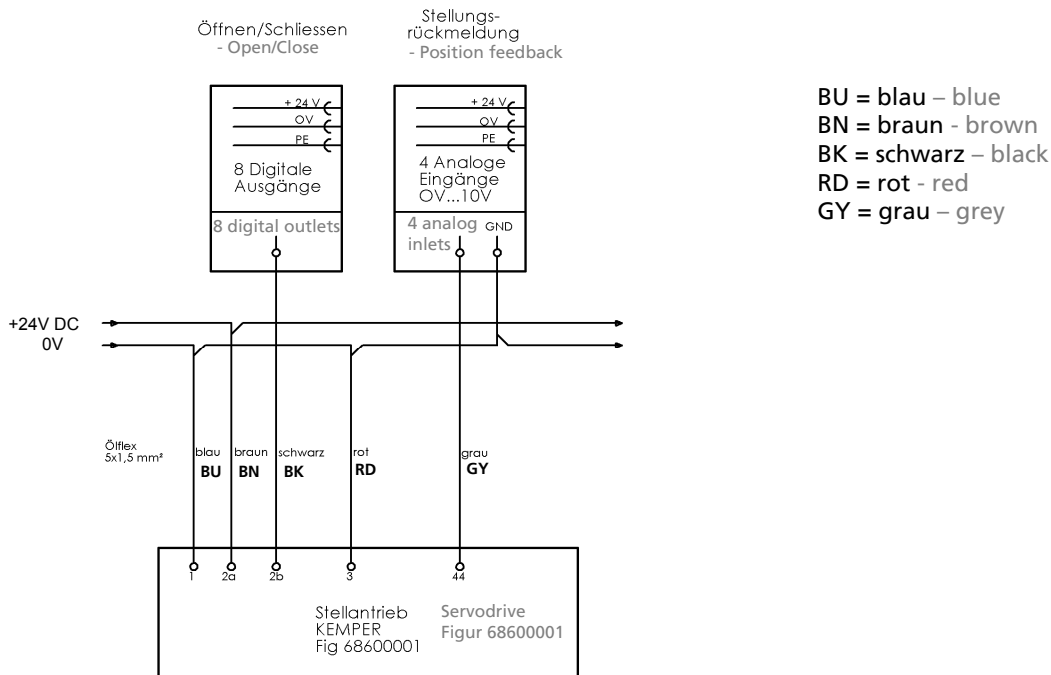 Öffnen/Schliessen
- Open/Close
Stellungs-
rückmeldung
- Position feedback
+ 24 V
OV
PE
8 Digitale
Ausgänge
8 digital outlets
+ 24 V
OV
PE
4 Analoge
Eingänge
OV...10V
4 analog
inlets
GND
BU = blau – blue
BN = braun - brown
BK = schwarz – black
RD = rot - red
GY = grau – grey
+24V DC
0V
Ölflex
5x1,5 mm²
blau
BU
braun
BN
schwarz
BK
rot
RD
grau
GY
1
2a
2b
3
44
Stellantrieb
KEMPER
Fig 68600001
Servodrive
Figur 68600001